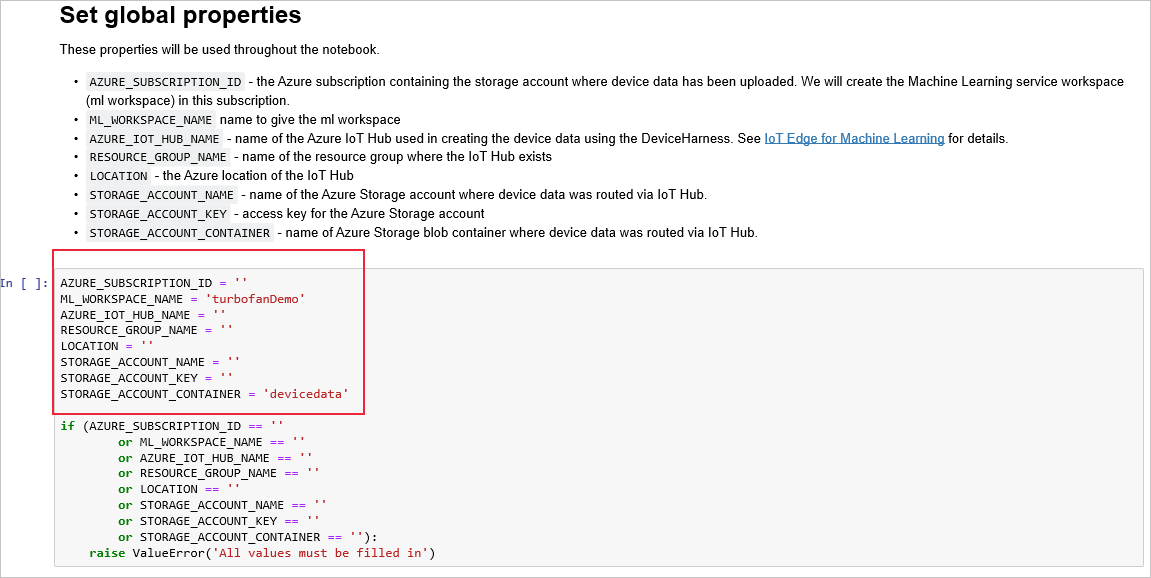 Set global properties
These properties will be used throughout the notebook.
• AZURE_SUBSCRIPTION_ID - the Azure subscription containing the storage account where device data has been uploaded. We will create the Machine Learning service workspace
(ml workspace) in this subscription.
• ML_WORKSPACE_NAME name to give the ml workspace
• AZURE_IOT_HUB_NAME - name of the Azure IoT Hub used in creating the device data using the DeviceHarness. See IoT Edge for Machine Learning for details.
• RESOURCE_GROUP_NAME - name of the resource group where the IoT Hub exists
• LOCATION - the Azure location of the IoT Hub
• STORAGE_ACCOUNT_NAME - name of the Azure Storage account where device data was routed via IoT Hub.
• STORAGE_ACCOUNT_KEY - access key for the Azure Storage account
• STORAGE_ACCOUNT_CONTAINER - name of Azure Storage blob container where device data was routed via IoT Hub.
In [ ]: AZURE_SUBSCRIPTION_ID = ''
ML_WORKSPACE_NAME = 'turbofanDemo'
AZURE_IOT_HUB_NAME = ''
RESOURCE_GROUP_NAME = ''
LOCATION = ''
STORAGE_ACCOUNT_NAME = ''
STORAGE_ACCOUNT_KEY = ''
STORAGE_ACCOUNT_CONTAINER = 'devicedata'
if (AZURE_SUBSCRIPTION_ID == ''
or ML_WORKSPACE_NAME == ''
or AZURE_IOT_HUB_NAME == ''
or RESOURCE_GROUP_NAME == ''
or LOCATION == ''
or STORAGE_ACCOUNT_NAME == ''
or STORAGE_ACCOUNT_KEY == ''
or STORAGE_ACCOUNT_CONTAINER == ''):
raise ValueError('All values must be filled in')